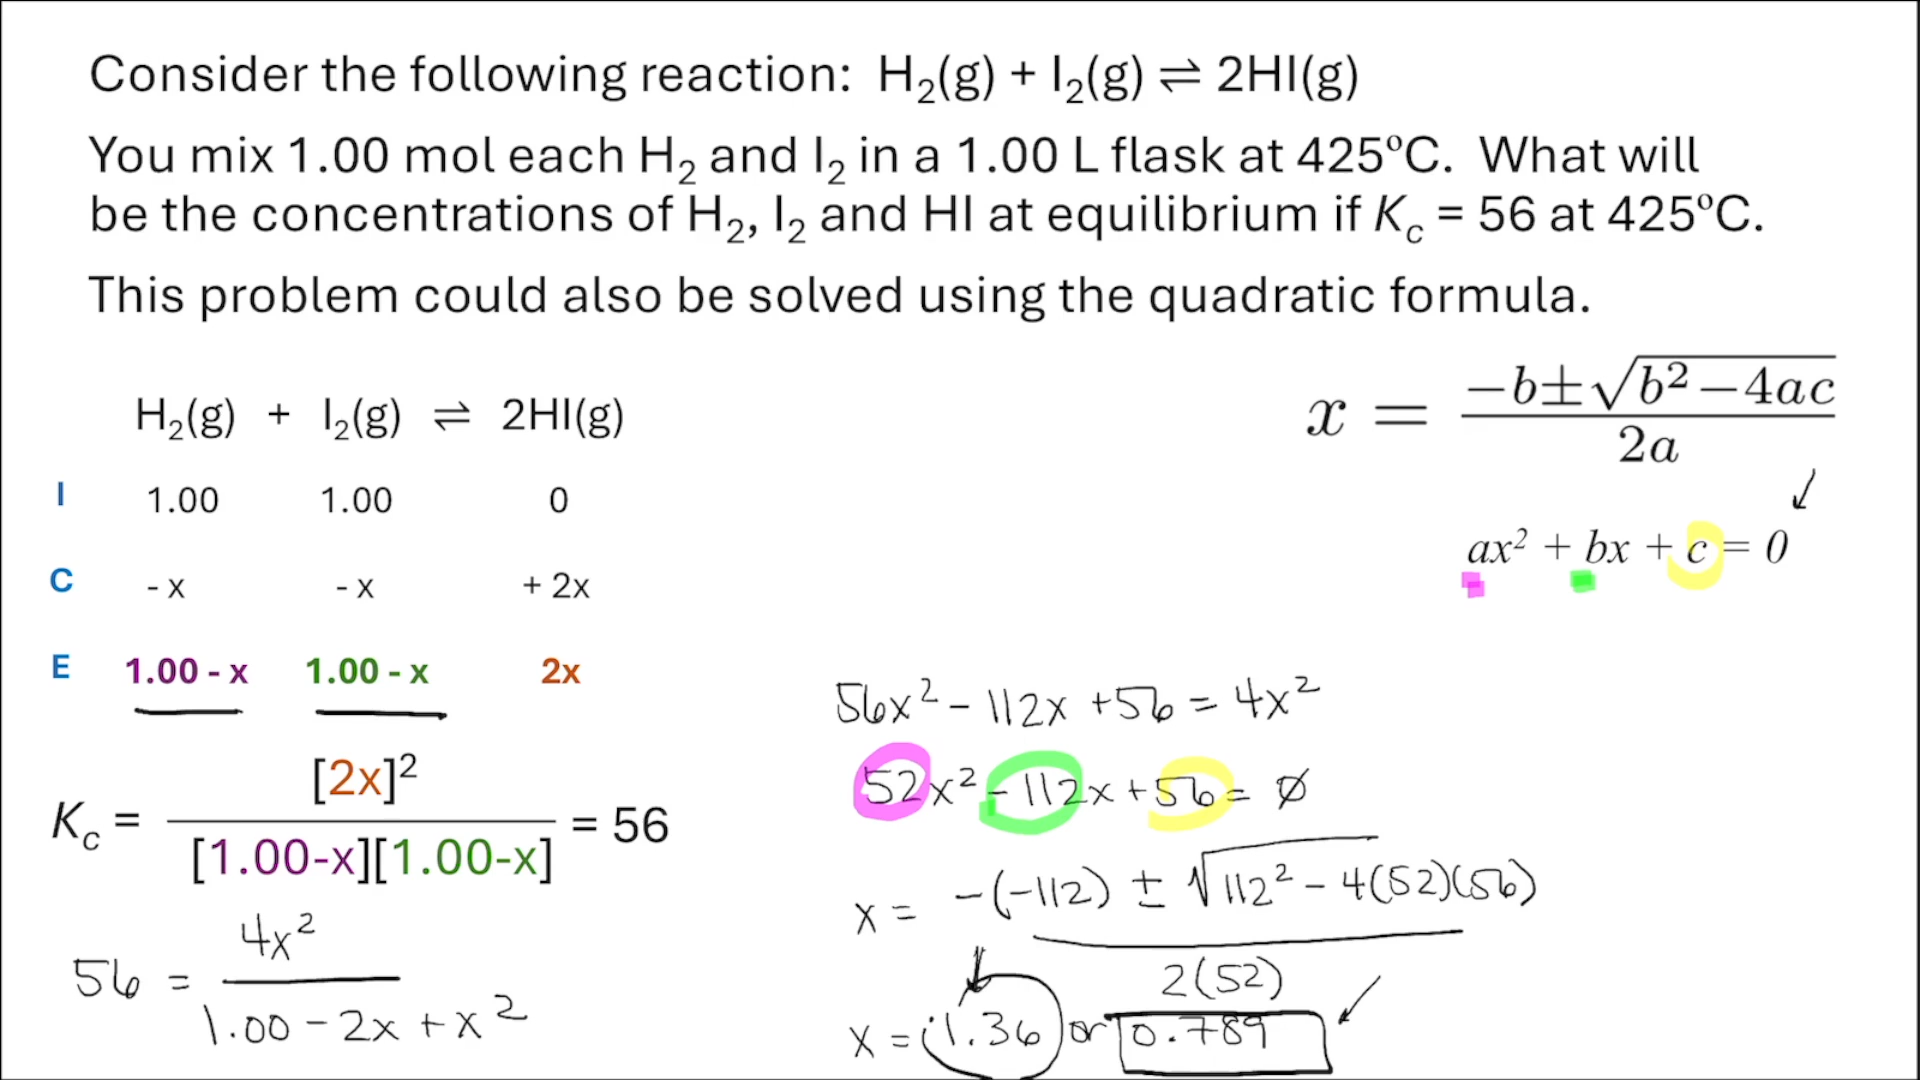 Consider the following reaction: H₂(g) + I₂(g) ⇌ 2HI(g)
You mix 1.00 mol each H₂ and I₂ in a 1.00 L flask at 425ºC. What will
be the concentrations of H₂, I₂ and HI at equilibrium if K_c = 56 at 425ºC.
This problem could also be solved using the quadratic formula.
x = (-b±√(b² – 4ac))/(2a)
ax² + bx + c = 0
H₂(g) + I₂(g) ⇌ 2HI(g)
I 1.00 1.00 0
C - x - x + 2x
E 1.00 - x 1.00 - x 2x
K_c = [2x]²/([1.00-x][1.00-x]) = 56
56 = 4x²/(1.00 - 2x + x²)
56x² - 112x + 56 = 4x²
52x² - 112x + 56 = 0
x = (-(-112) ± √(112² - 4(52)(56)))/(2(52))
x = 1.36 or 0.789